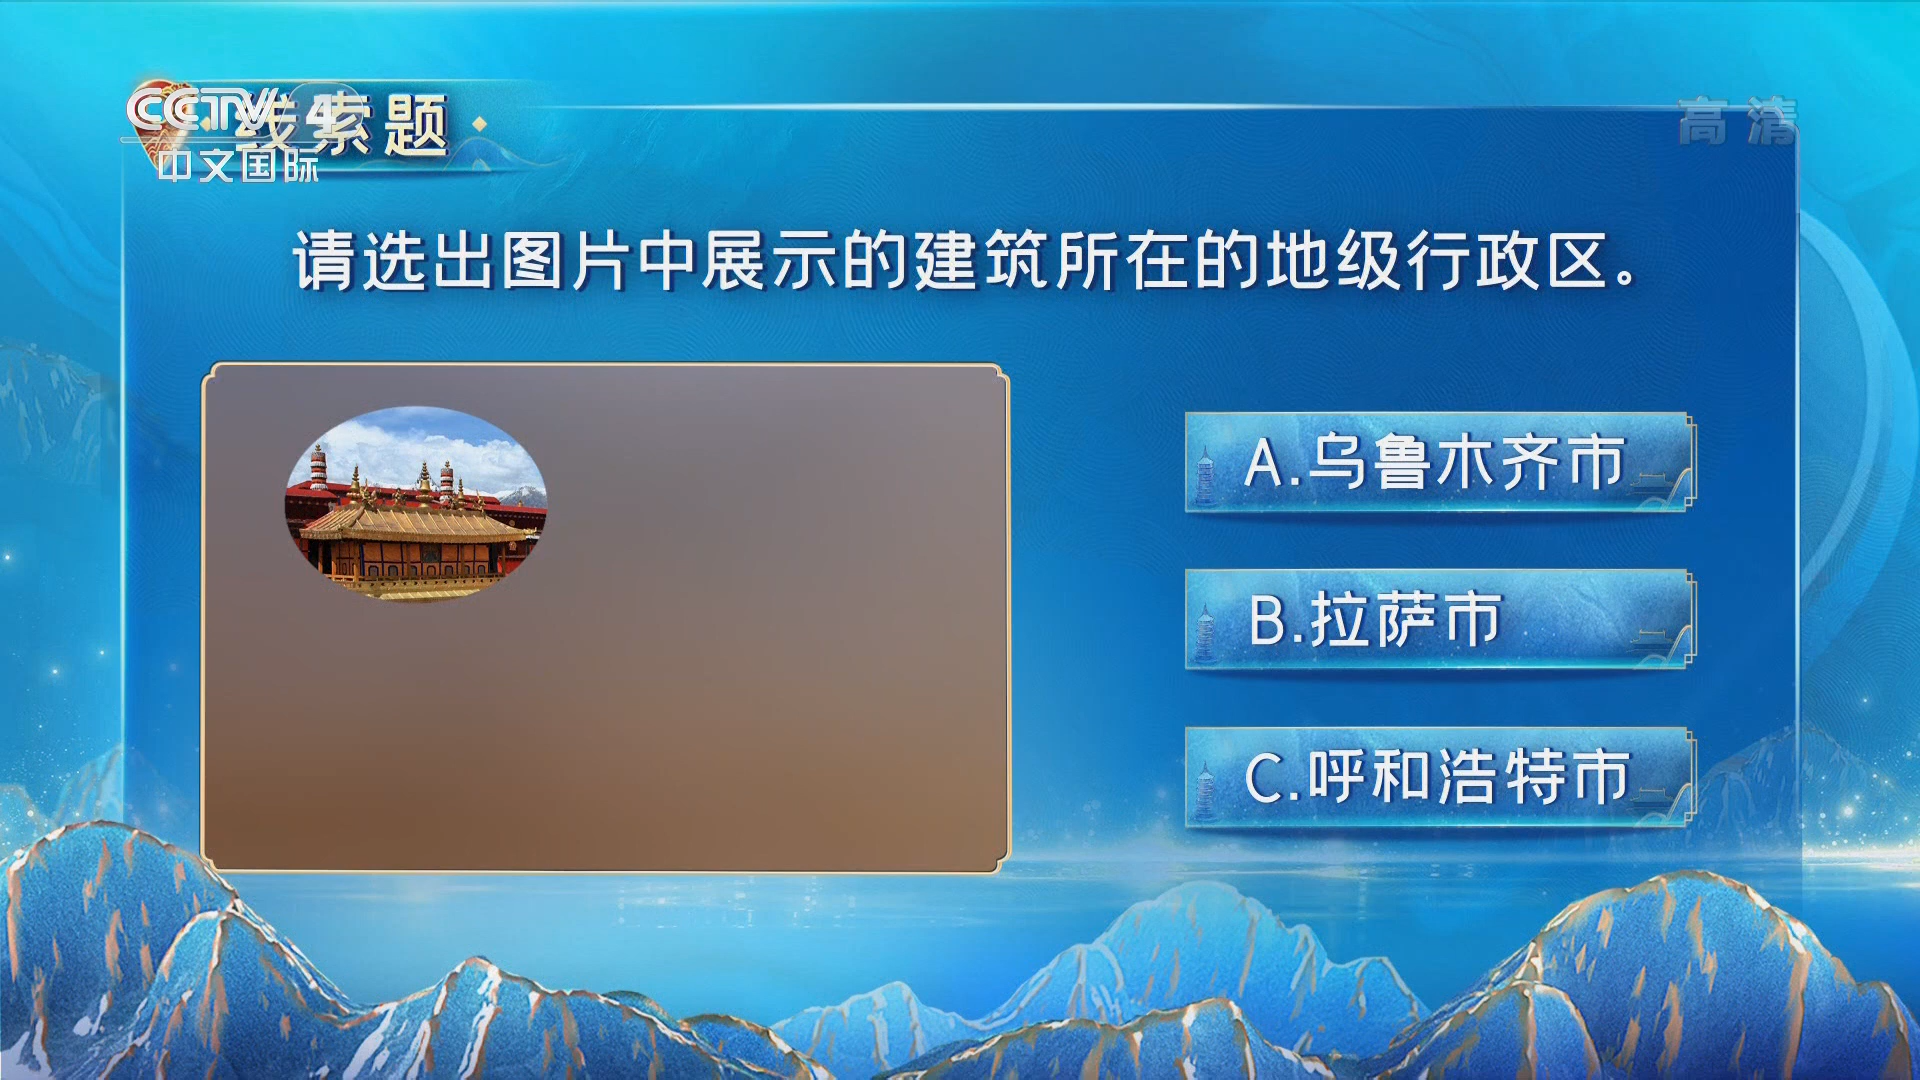 CCTV 4
中文国际
线索题
高清
请选出图片中展示的建筑所在的地级行政区。
A.乌鲁木齐市
B.拉萨市
C.呼和浩特市